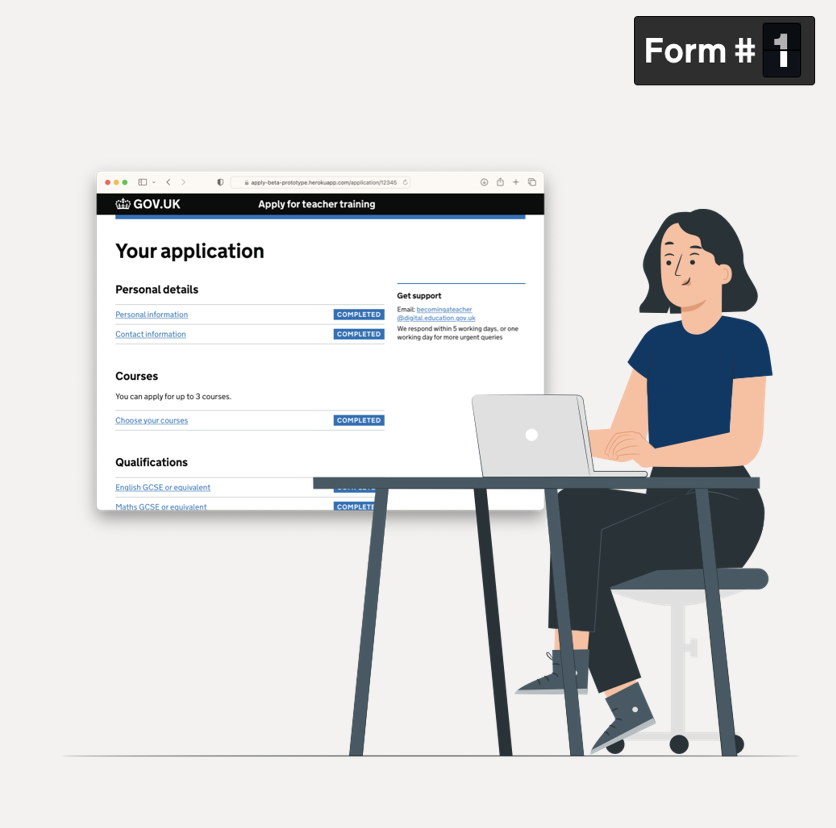 Form # 1
apply-beta-prototype.herokuapp.com/application/12345
GOV.UK Apply for teacher training
Your application
Personal details
Personal information COMPLETED
Contact information COMPLETED
Get support
Email: becomingateacher
@digital.education.gov.uk
We respond within 5 working days, or one
working day for more urgent queries
Courses
You can apply for up to 3 courses.
Choose your courses COMPLETED
Qualifications
English GCSE or equivalent
Maths GCSE or equivalent COMPLETED